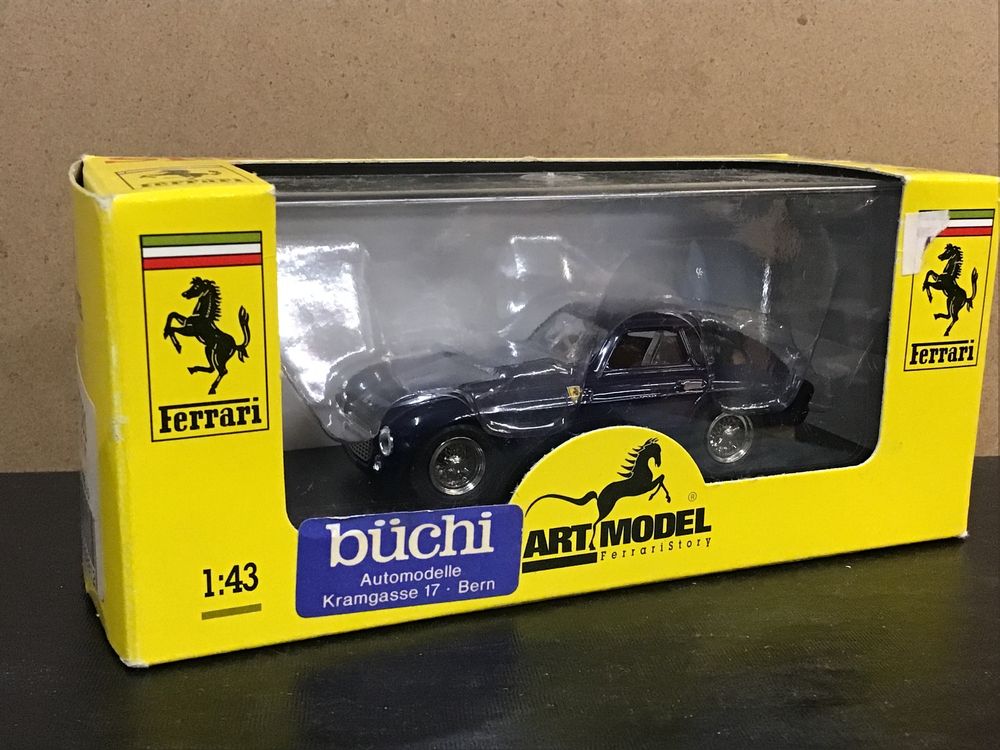 Ferrari
Ferrari
1:43
büchi
Automodelle
Kramgasse 17 · Bern
ART MODEL ®
FerrariStory